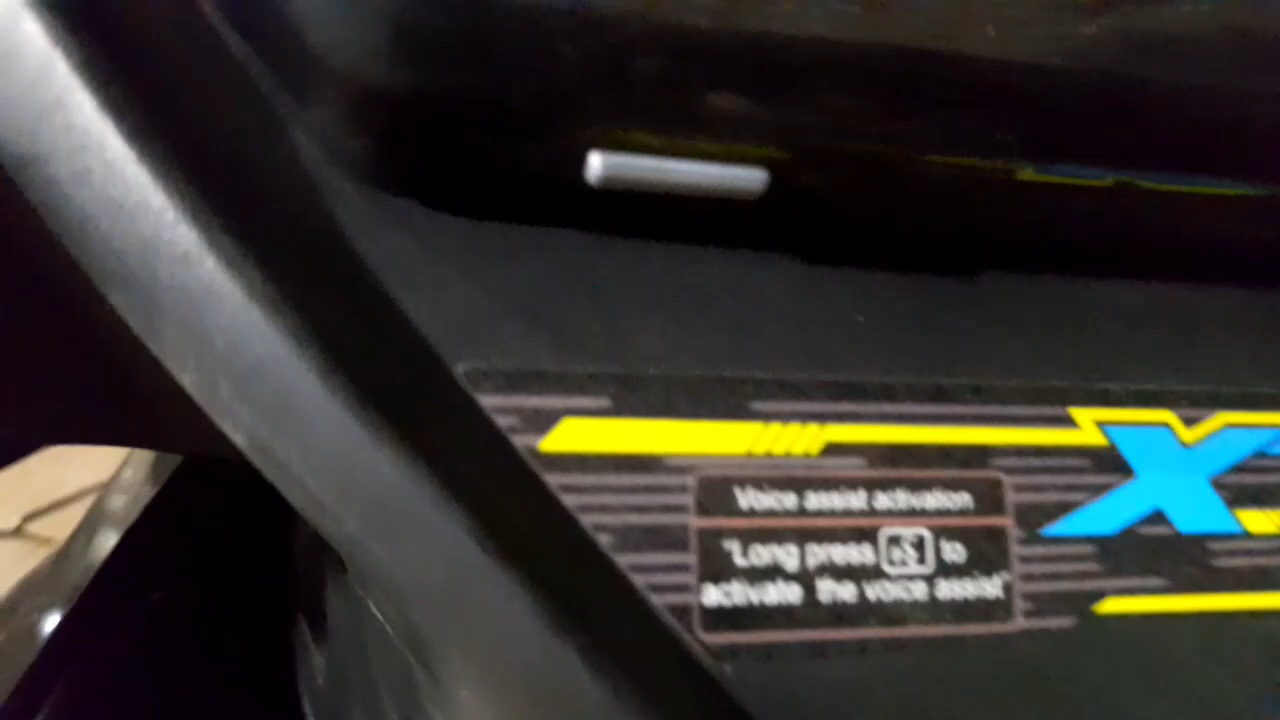 X
Voice assist activation
"Long press to
activate the voice assist"